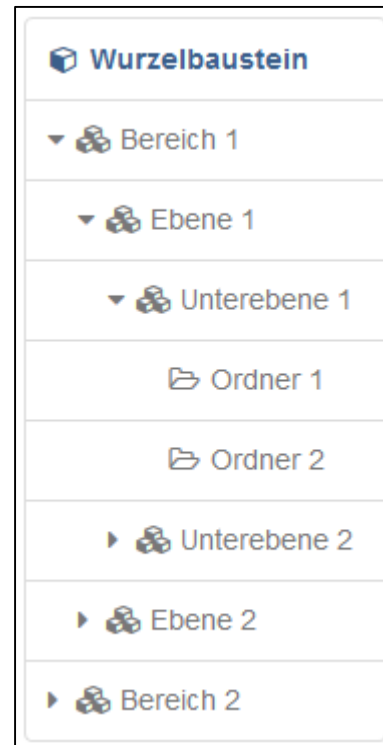 Wurzelbaustein
Bereich 1
Ebene 1
Unterebene 1
Ordner 1
Ordner 2
Unterebene 2
Ebene 2
Bereich 2